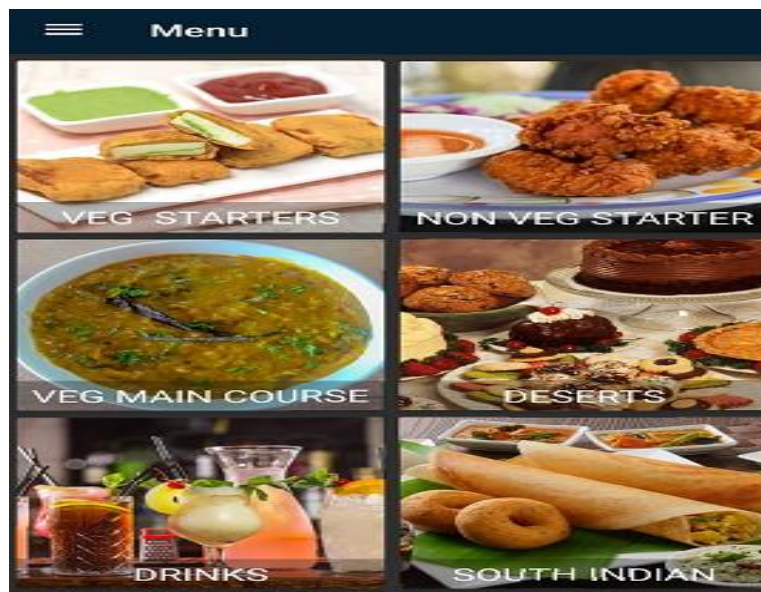 Menu
VEG STARTERS
NON VEG STARTER
VEG MAIN COURSE
DESERTS
DRINKS
SOUTH INDIAN